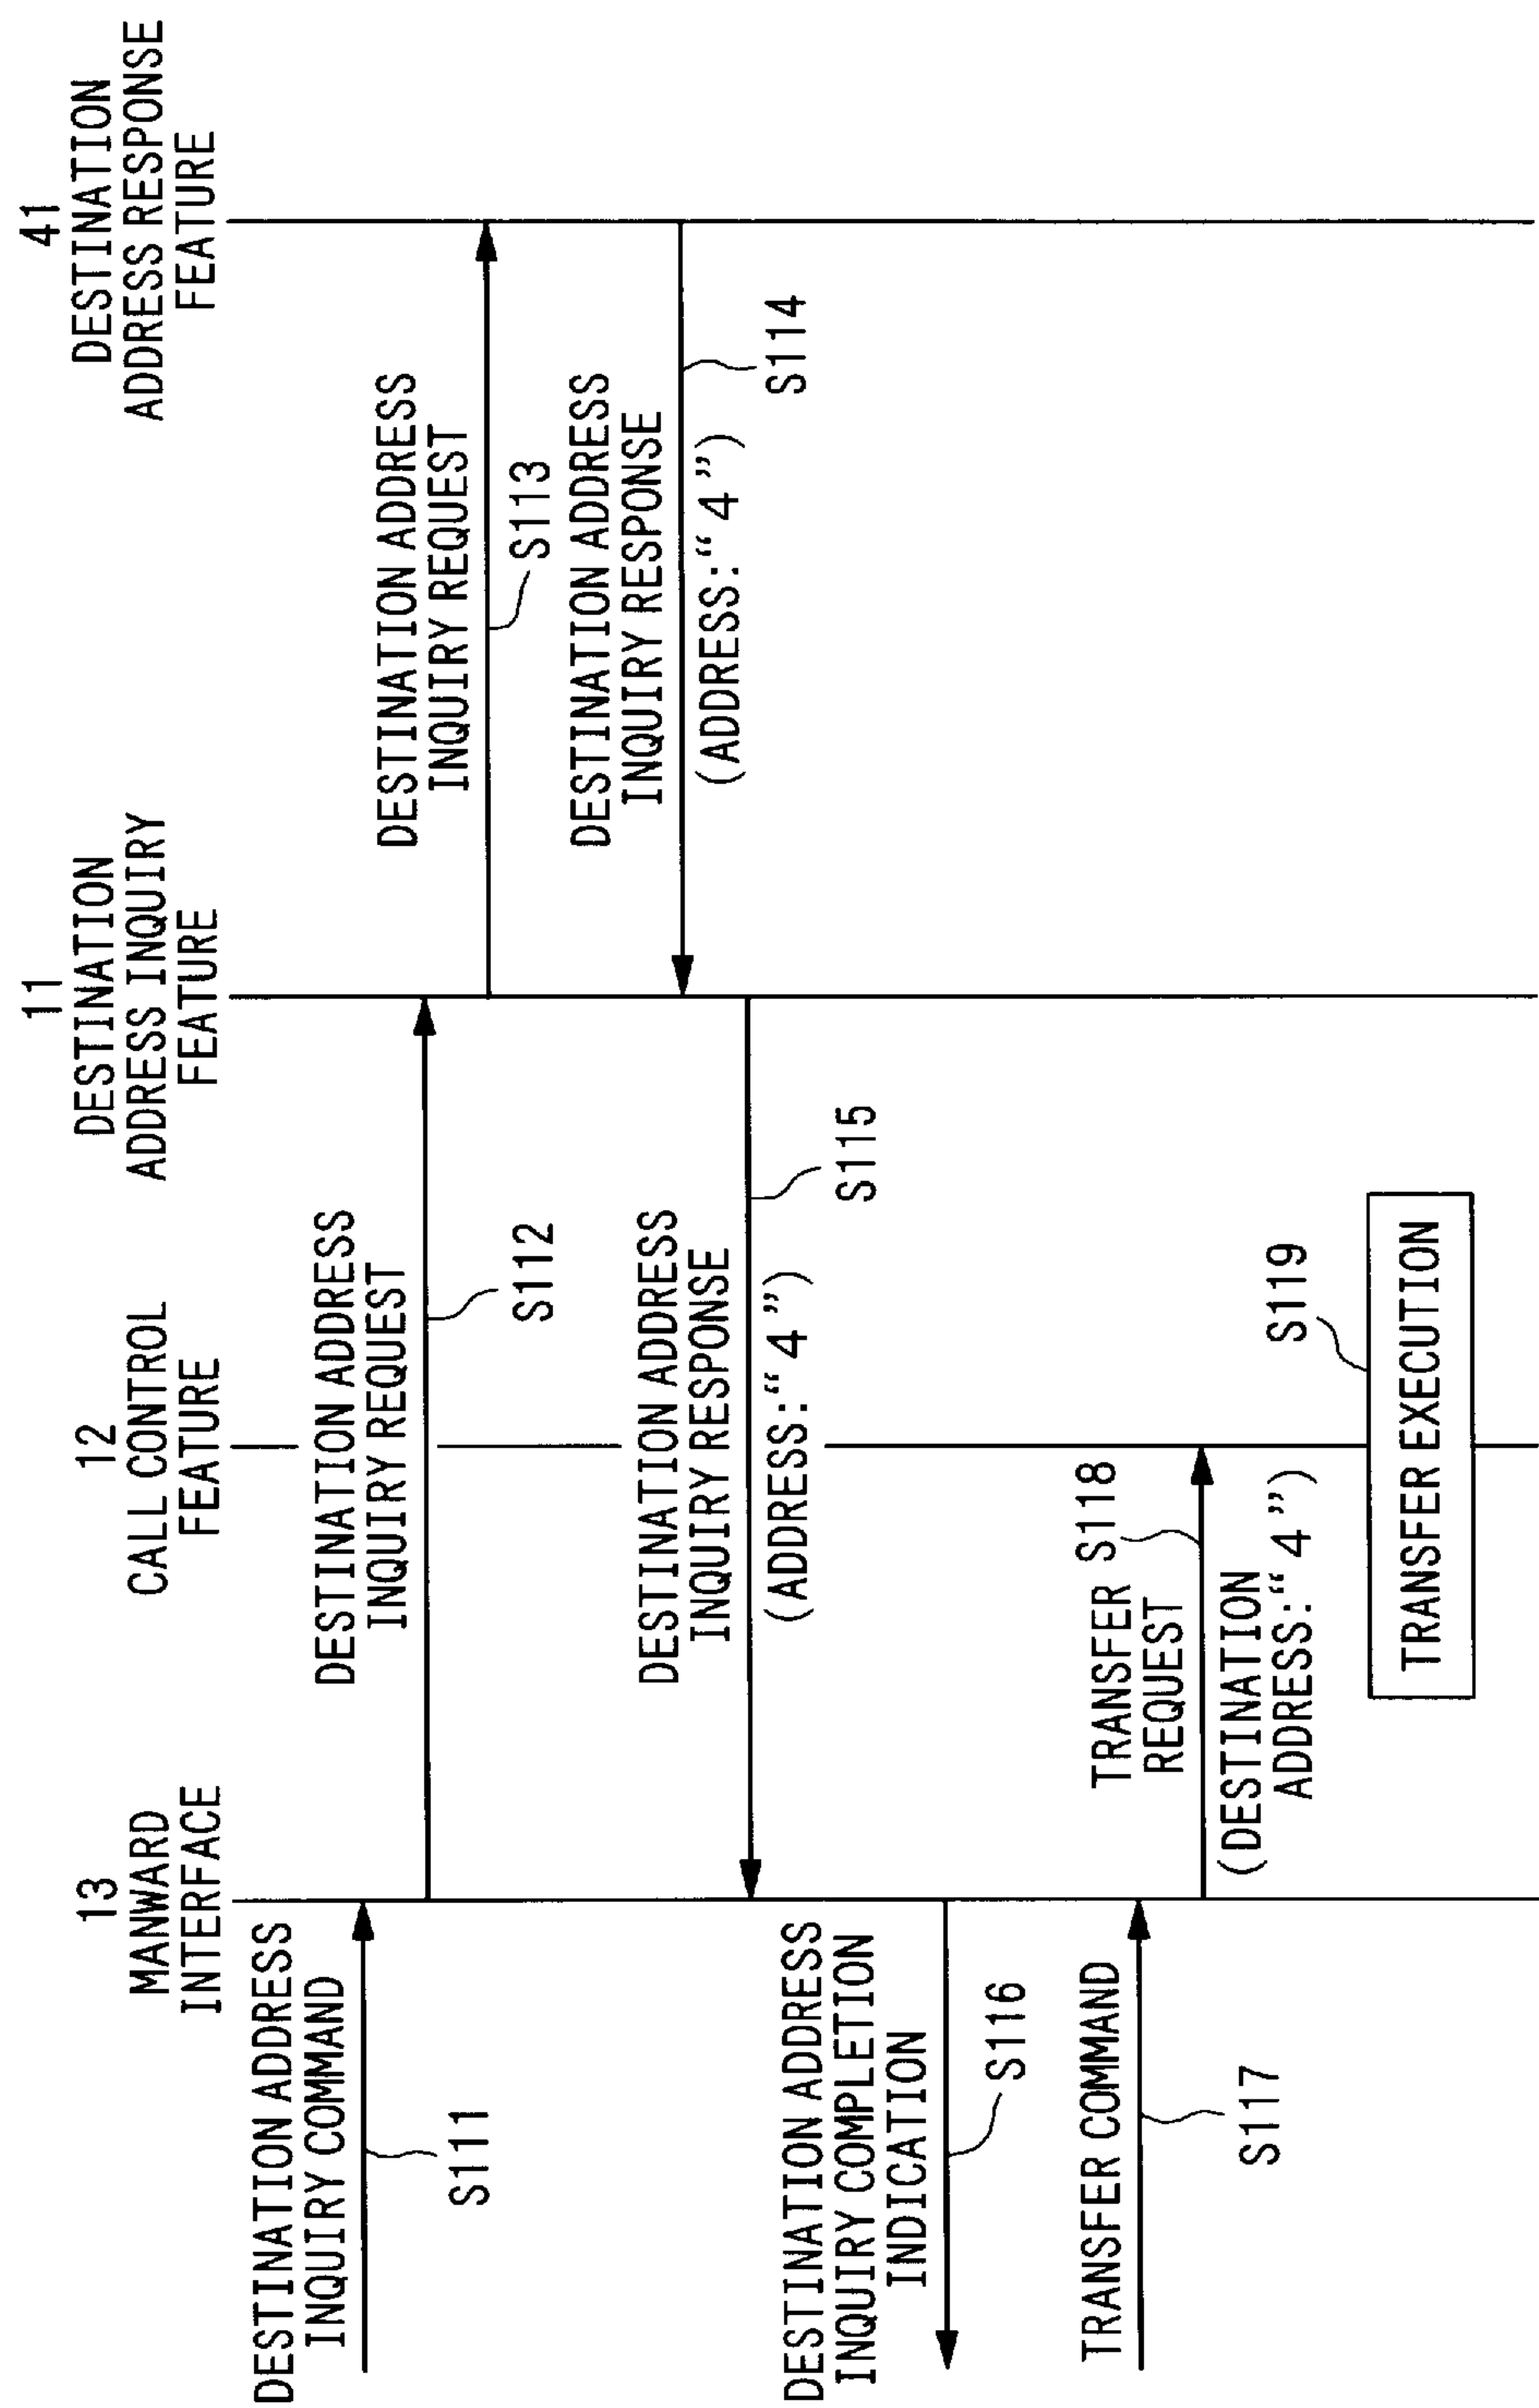 13
MANWARD
INTERFACE
12
CALL CONTROL
FEATURE
11
DESTINATION
ADDRESS INQUIRY
FEATURE
41
DESTINATION
ADDRESS RESPONSE
FEATURE
DESTINATION ADDRESS
INQUIRY COMMAND
S111
DESTINATION ADDRESS
INQUIRY REQUEST
S112
DESTINATION ADDRESS
INQUIRY REQUEST
S113
DESTINATION ADDRESS
INQUIRY RESPONSE
(ADDRESS:“4”)
S114
DESTINATION ADDRESS
INQUIRY RESPONSE
(ADDRESS:“4”)
S115
DESTINATION ADDRESS
INQUIRY COMPLETION
INDICATION
S116
TRANSFER COMMAND
S117
TRANSFER
REQUEST
S118
(DESTINATION
ADDRESS:“4”)
S119
TRANSFER EXECUTION